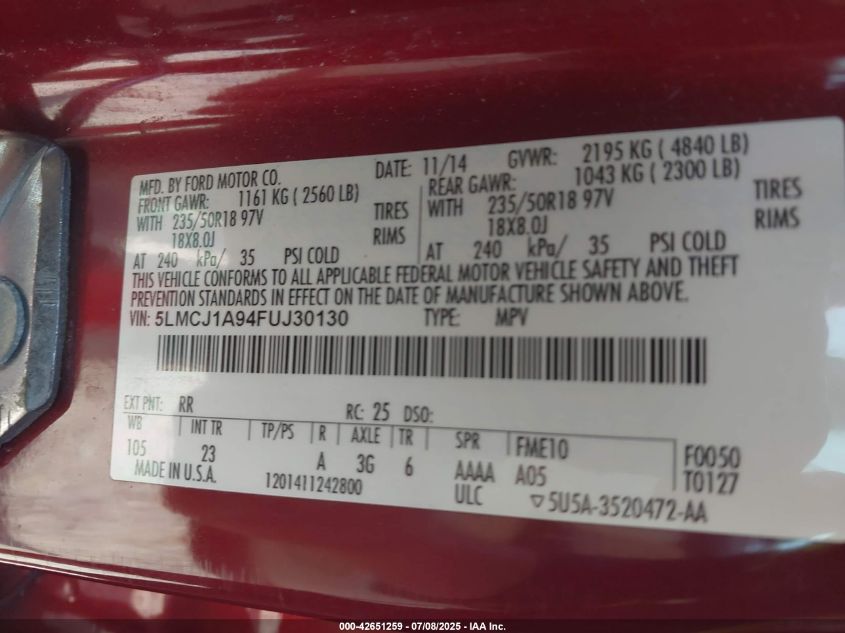 MFD. BY FORD MOTOR CO. DATE: 11/14 GVWR: 2195 KG ( 4840 LB)
FRONT GAWR: 1161 KG ( 2560 LB) REAR GAWR: 1043 KG ( 2300 LB)
WITH 235/50R18 97V TIRES WITH 235/50R18 97V TIRES
18X8.0J RIMS 18X8.0J RIMS
AT 240 kPa/ 35 PSI COLD AT 240 kPa/ 35 PSI COLD
THIS VEHICLE CONFORMS TO ALL APPLICABLE FEDERAL MOTOR VEHICLE SAFETY AND THEFT
PREVENTION STANDARDS IN EFFECT ON THE DATE OF MANUFACTURE SHOWN ABOVE.
VIN: 5LMCJ1A94FUJ30130 TYPE: MPV
EXT PNT: RR RC: 25 DSO:
WB INT TR TP/PS R AXLE TR SPR FME10 F0050
105 23 A 3G 6 AAAA A05 T0127
MADE IN U.S.A. 1201411242800 ULC ▽5U5A-3520472-AA
000-42651259 | 07/08/2025 - IAA Inc.